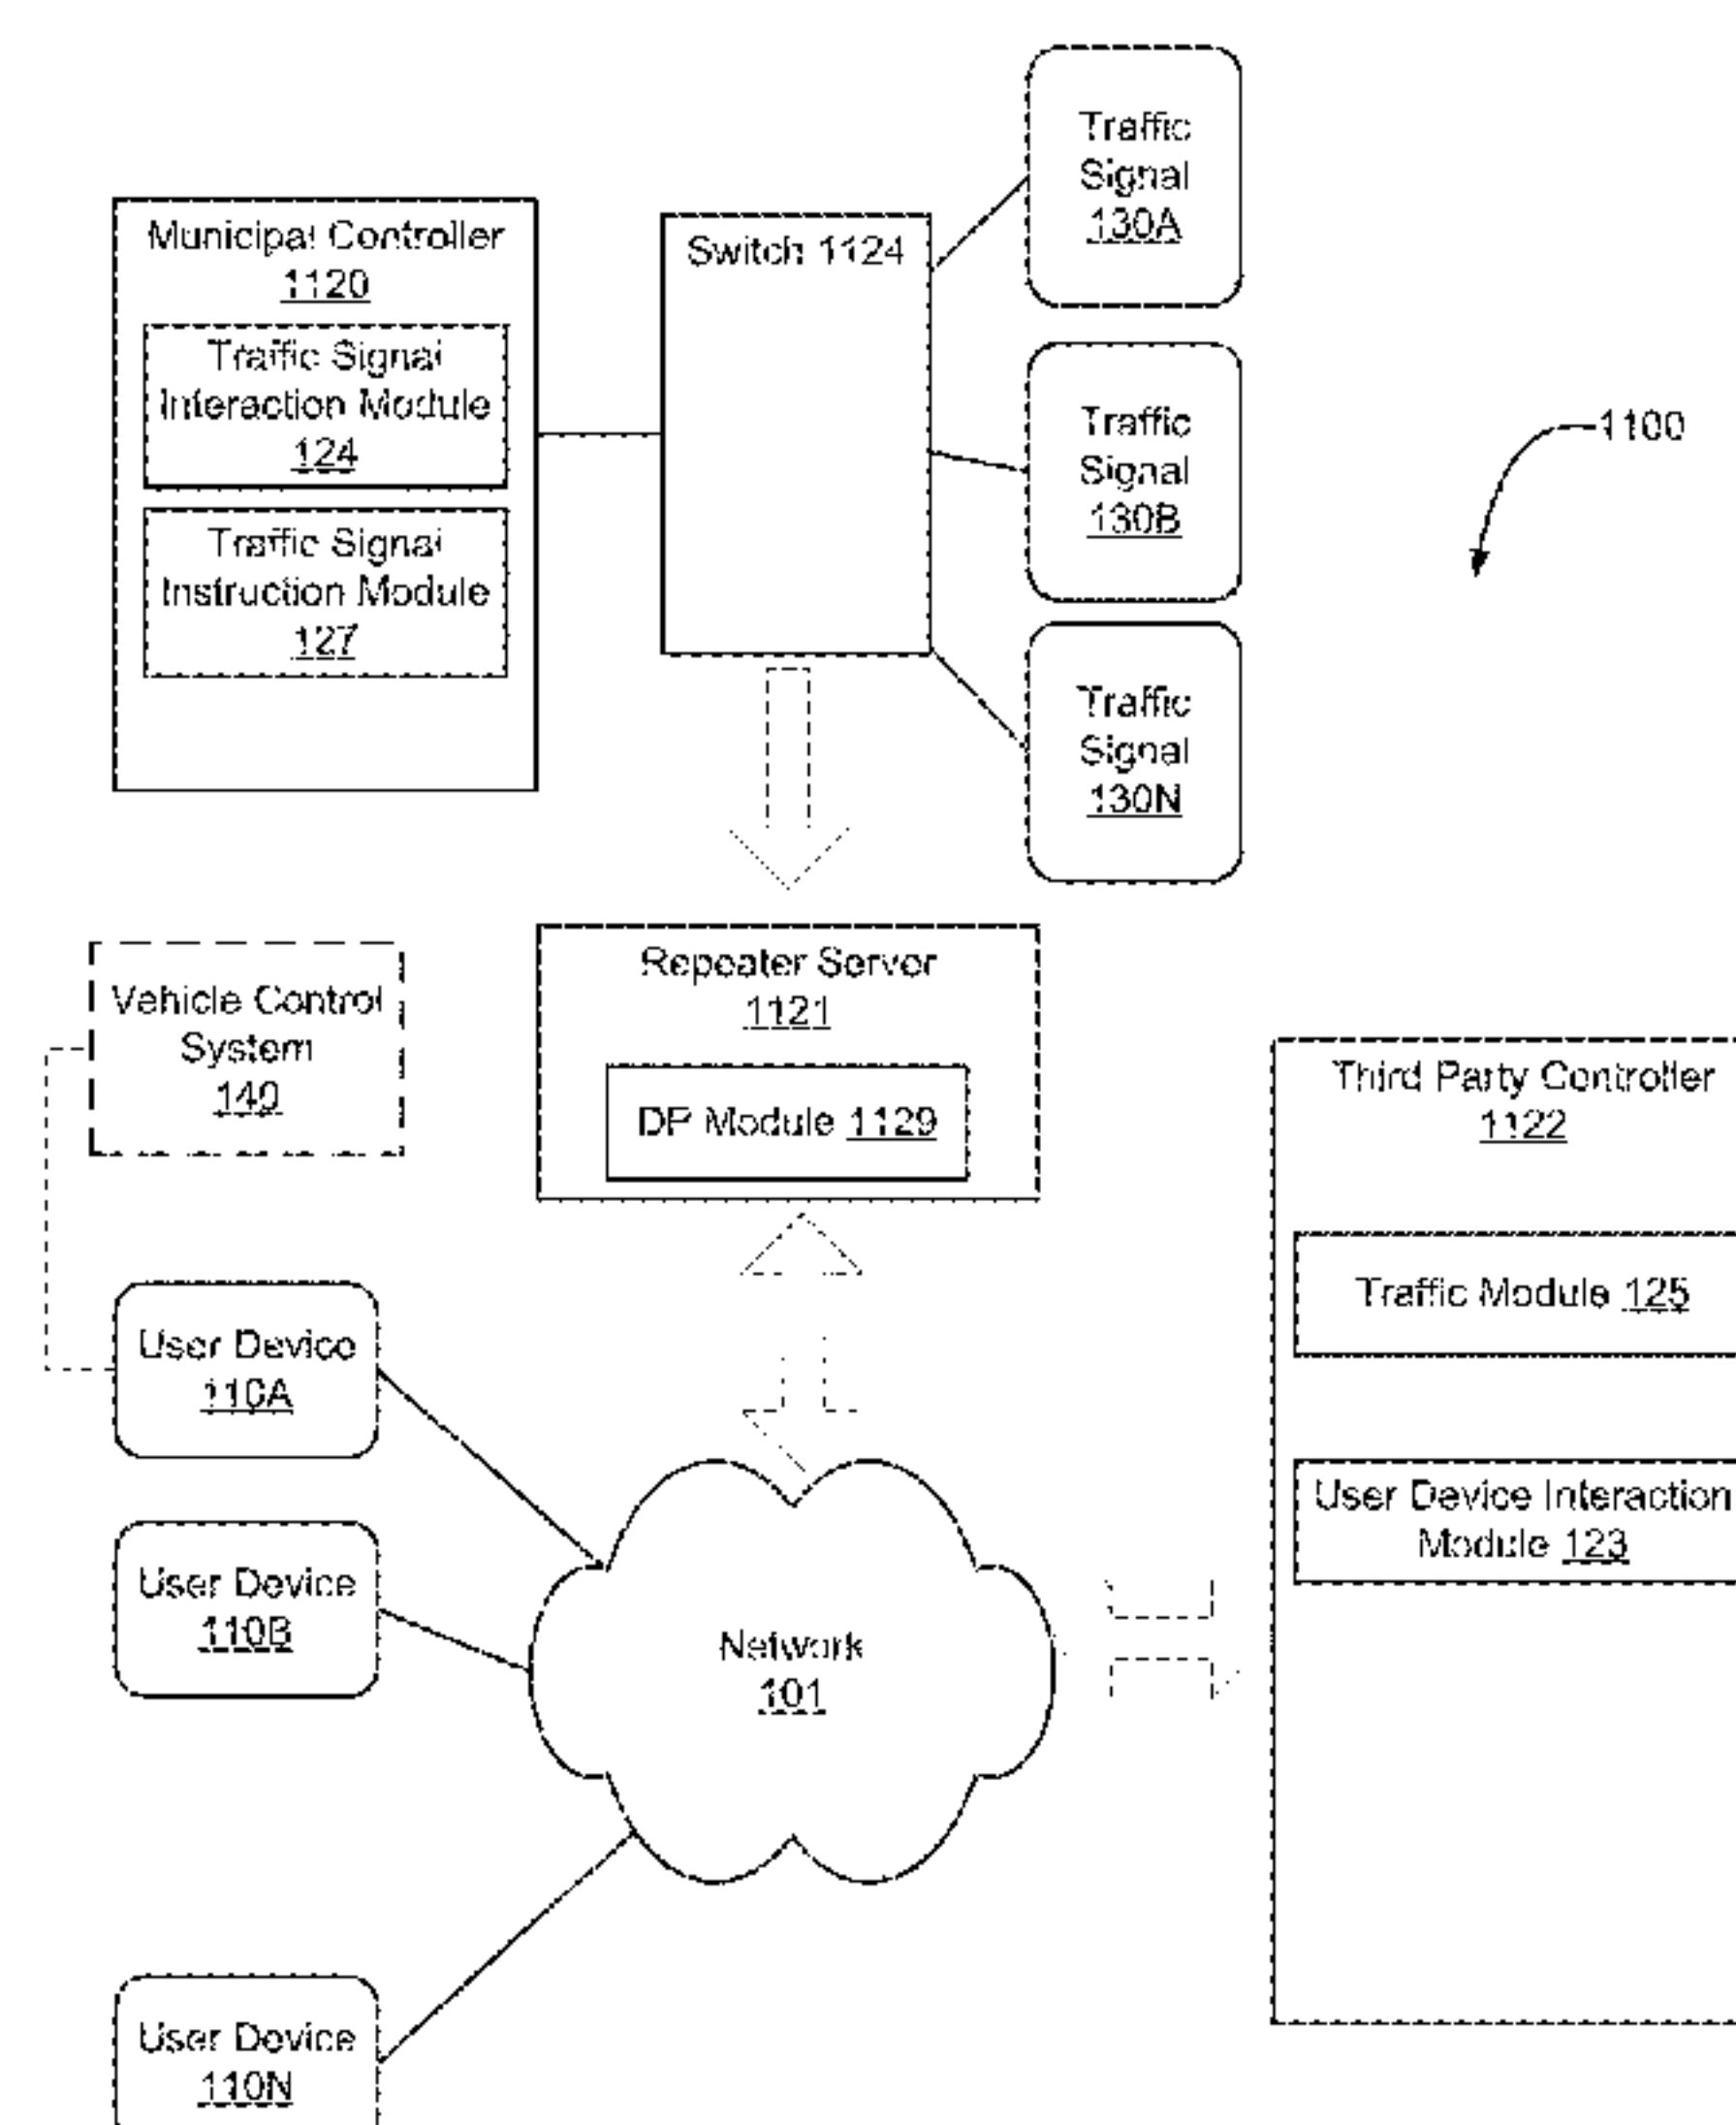 Traffic
Signal
130A
Municipal Controller
1120
Switch 1124
Traffic Signal
Interaction Module
124
Traffic
Signal
130B
1100
Traffic Signal
Instruction Module
127
Traffic
Signal
130N
Repeater Server
1121
DP Module 1129
Vehicle Control
System
140
Third Party Controller
1122
Traffic Module 125
User Device Interaction
Module 123
User Device
110A
User Device
110B
Network
101
User Device
110N